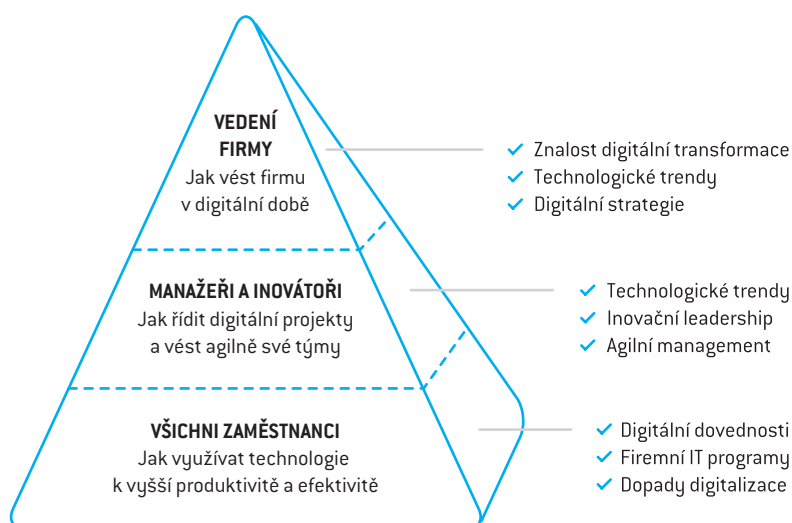 VEDENÍ
FIRMY
Jak vést firmu
v digitální době
Znalost digitální transformace
Technologické trendy
Digitální strategie
MANAŽEŘI A INOVÁTOŘI
Jak řídit digitální projekty
a vést agilně své týmy
Technologické trendy
Inovační leadership
Agilní management
VŠICHNI ZAMĚSTNANCI
Jak využívat technologie
k vyšší produktivitě a efektivitě
Digitální dovednosti
Firemní IT programy
Dopady digitalizace